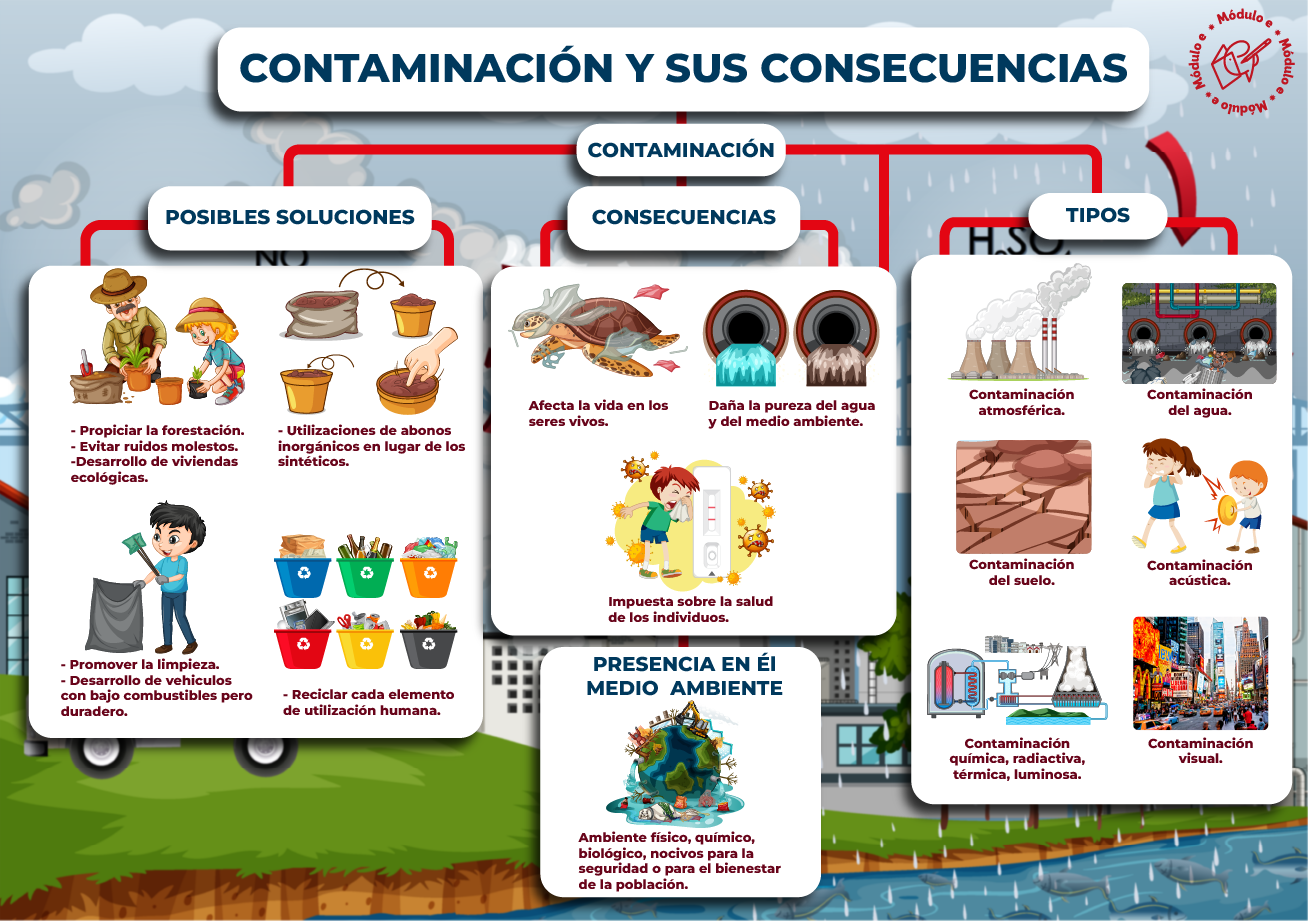 CONTAMINACIÓN Y SUS CONSECUENCIAS
Módulo e * Módulo e * Módulo e * Módulo e *
CONTAMINACIÓN
POSIBLES SOLUCIONES
CONSECUENCIAS
TIPOS
NO
H₂SO₄
- Propiciar la forestación.
- Evitar ruidos molestos.
-Desarrollo de viviendas
ecológicas.
- Utilizaciones de abonos
inorgánicos en lugar de los
sintéticos.
- Promover la limpieza.
- Desarrollo de vehiculos
con bajo combustibles pero
duradero.
- Reciclar cada elemento
de utilización humana.
Afecta la vida en los
seres vivos.
Daña la pureza del agua
y del medio ambiente.
Impuesta sobre la salud
de los individuos.
PRESENCIA EN Él
MEDIO AMBIENTE
Ambiente físico, químico,
biológico, nocivos para la
seguridad o para el bienestar
de la población.
Contaminación
atmosférica.
Contaminación
del agua.
Contaminación
del suelo.
Contaminación
acústica.
Contaminación
química, radiactiva,
térmica, luminosa.
Contaminación
visual.